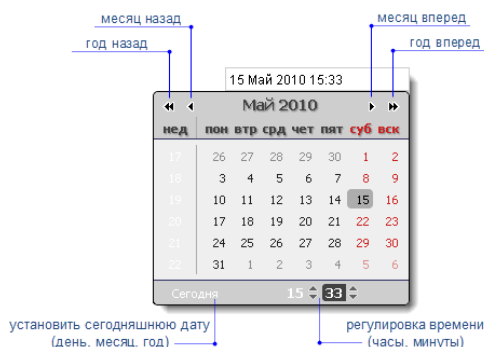 месяц назад
месяц вперед
год назад
год вперед
15 Май 2010 15:33
Май 2010
нед пон втр срд чет пят суб вск
17 26 27 28 29 30 1 2
18 3 4 5 6 7 8 9
19 10 11 12 13 14 15 16
20 17 18 19 20 21 22 23
21 24 25 26 27 28 29 30
22 31 1 2 3 4 5 6
Сегодня 15 33
установить сегодняшнюю дату
(день, месяц, год)
регулировка времени
(часы, минуты)